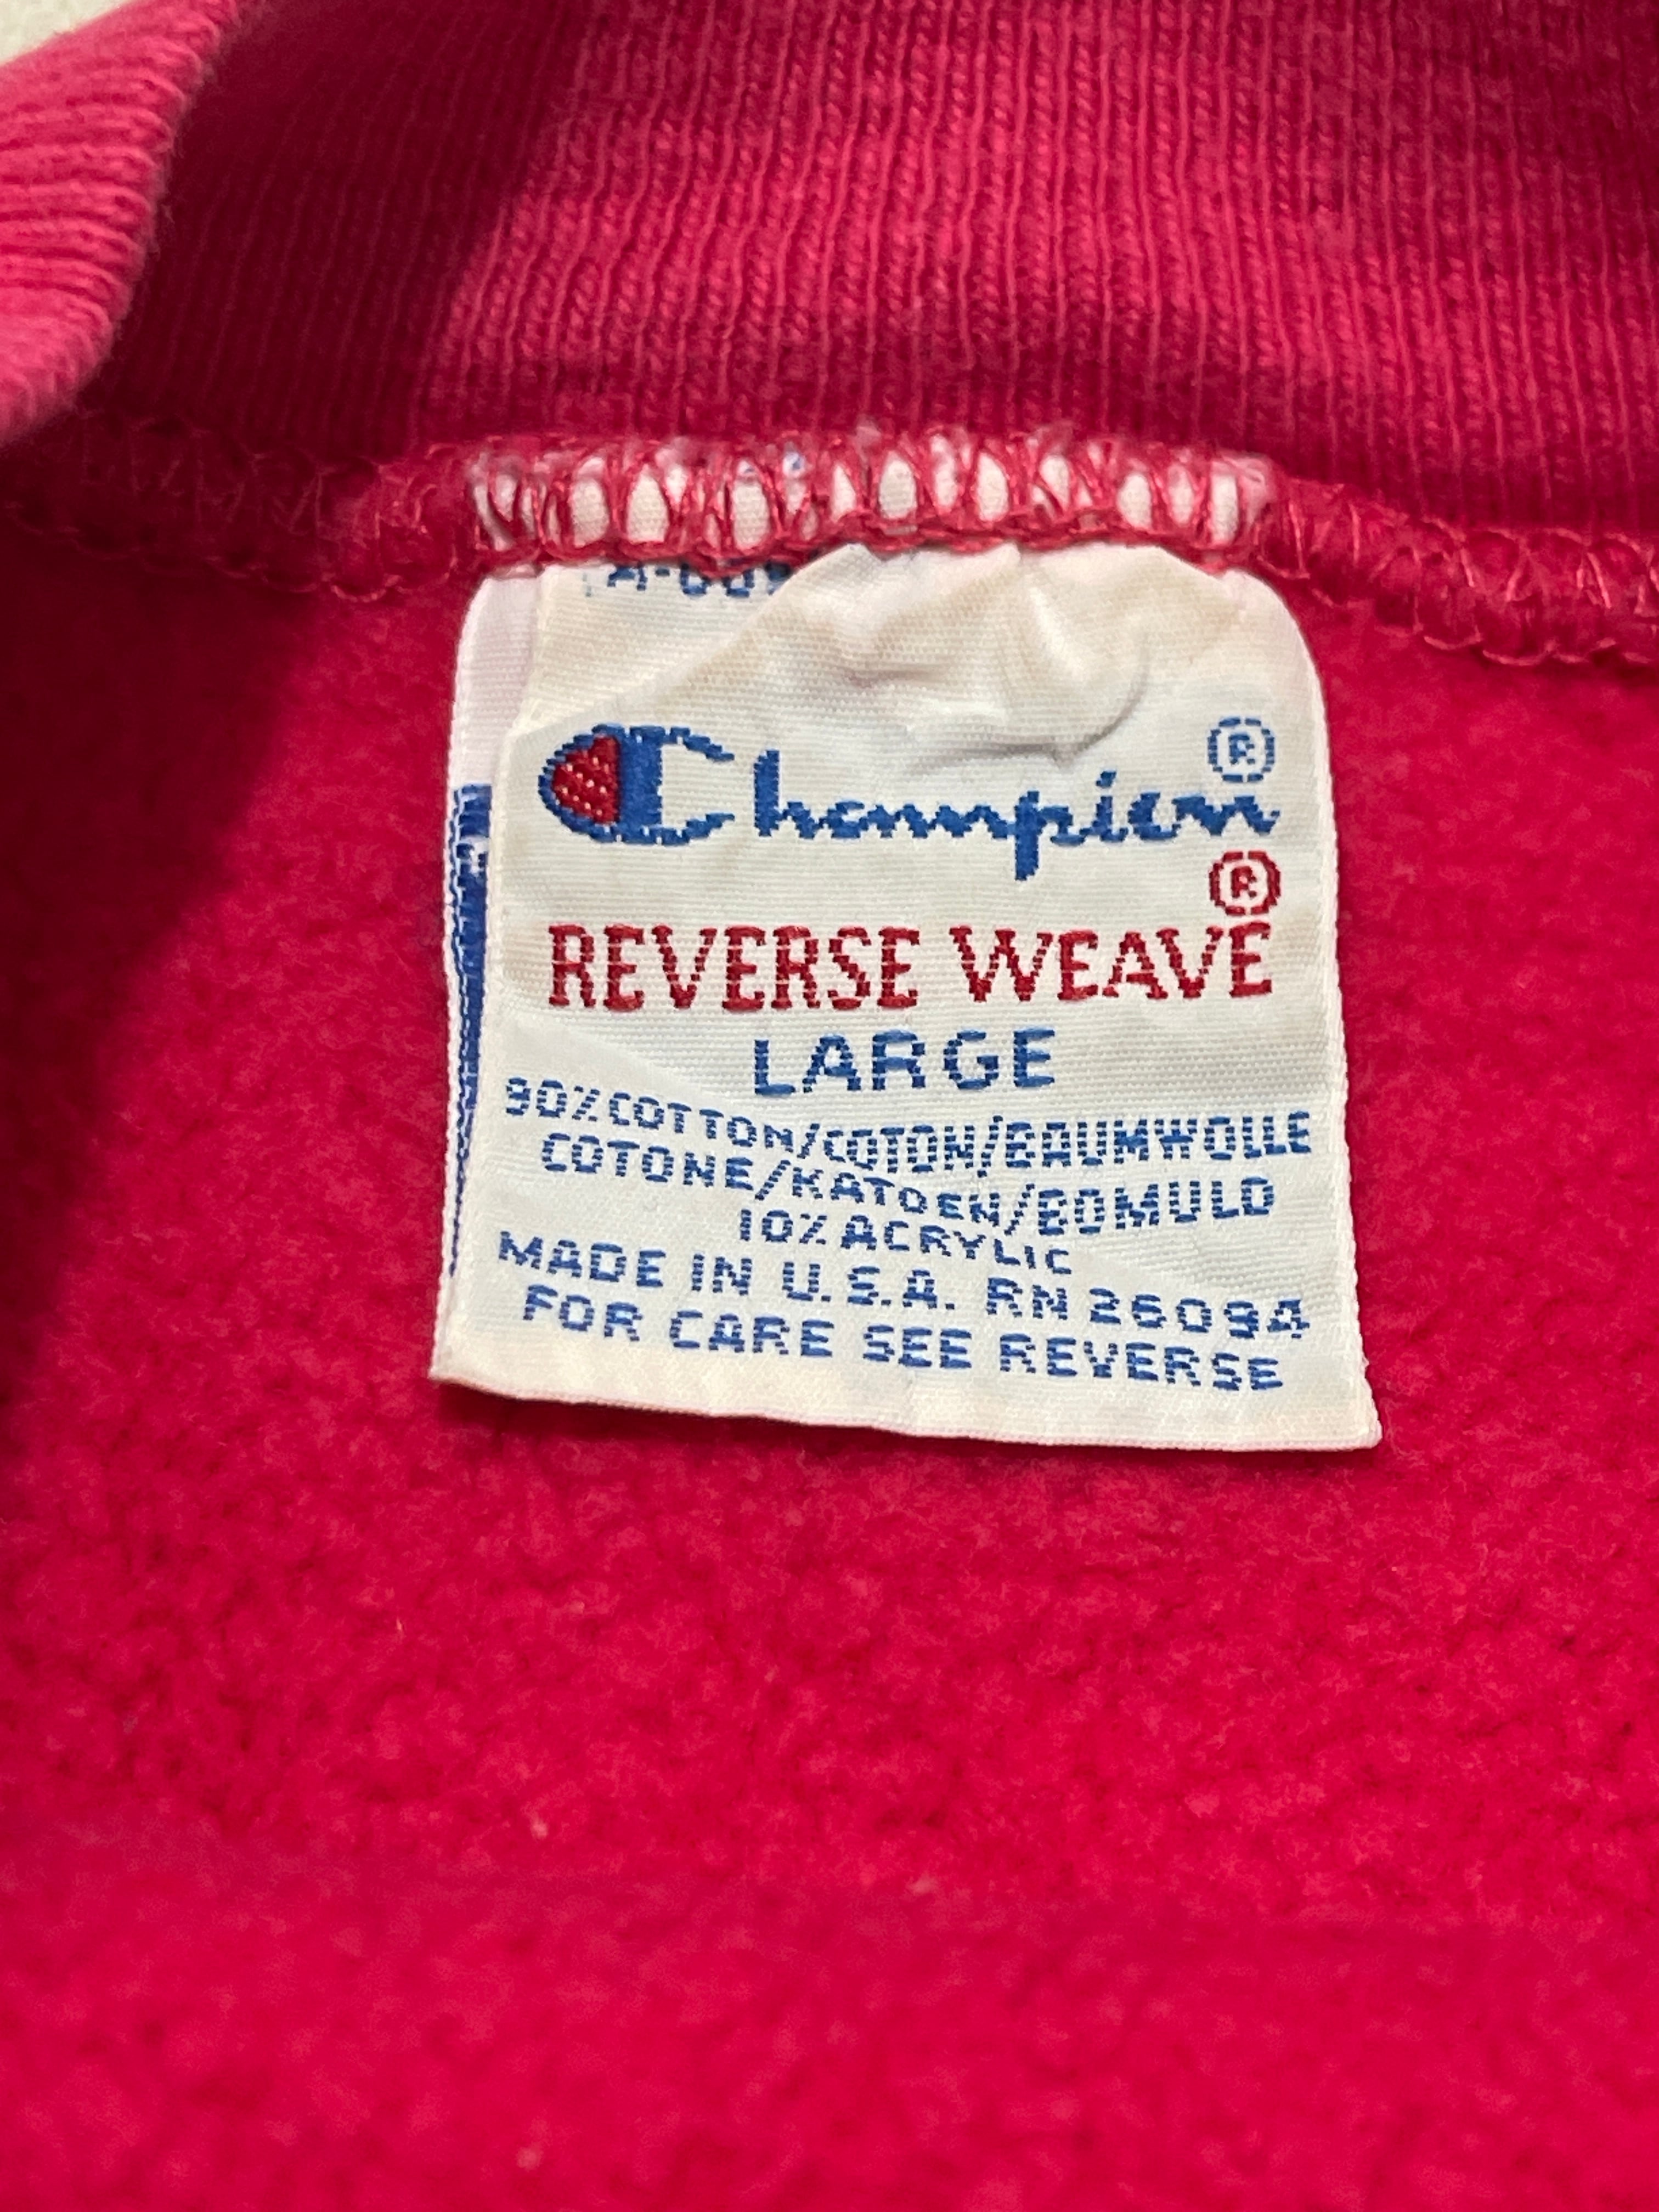 Champion®
REVERSE WEAVE®
LARGE
90% COTTON/COTON/BAUMWOLLE
COTONE/KATOEN/BOMULD
10% ACRYLIC
MADE IN U.S.A. RN 26094
FOR CARE SEE REVERSE